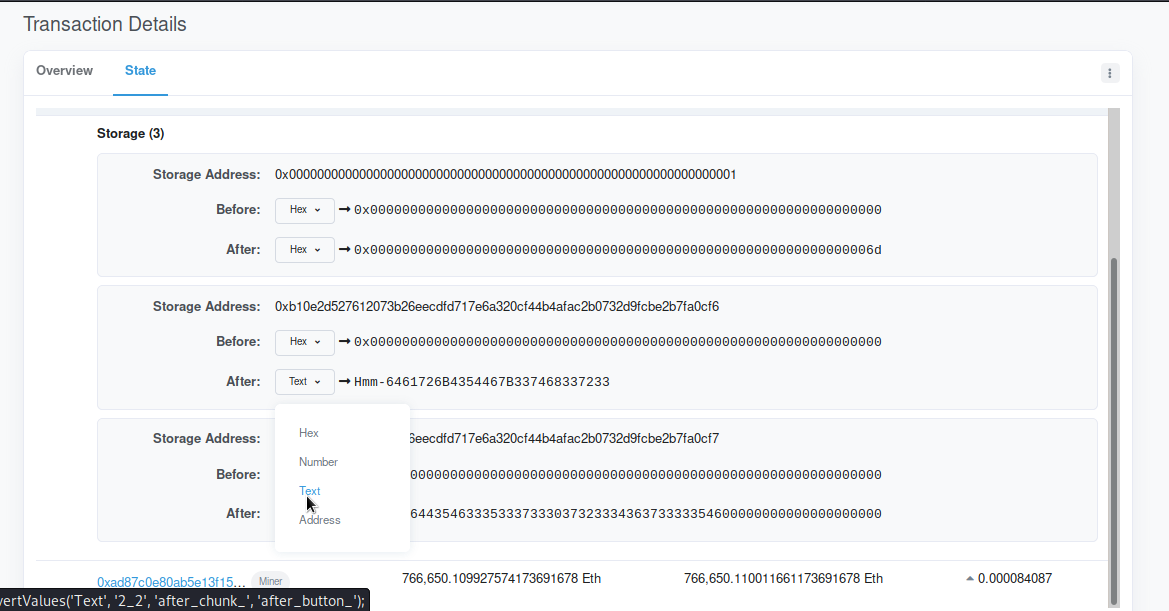 Transaction Details
Overview
State
Storage (3)
Storage Address: 0x0000000000000000000000000000000000000000000000000000000000000001
Before: Hex ➞ 0x0000000000000000000000000000000000000000000000000000000000000000
After: Hex ➞ 0x000000000000000000000000000000000000000000000000000000000000006d
Storage Address: 0xb10e2d527612073b26eecdfd717e6a320cf44b4afac2b0732d9fcbe2b7fa0cf6
Before: Hex ➞ 0x0000000000000000000000000000000000000000000000000000000000000000
After: Text ➞ Hmm-6461726B4354467B337468337233
Hex
Number
Text
Address
Storage Address: 6eecdfd717e6a320cf44b4afac2b0732d9fcbe2b7fa0cf7
Before: 00000000000000000000000000000000000000000000000000000000000
After: 64435463335333733303732333436373333354600000000000000000000
0xad87c0e80ab5e13f15... Miner 766,650.109927574173691678 Eth 766,650.110011661173691678 Eth 0.000084087
vertValues('Text', '2_2', 'after_chunk_', 'after_button_');